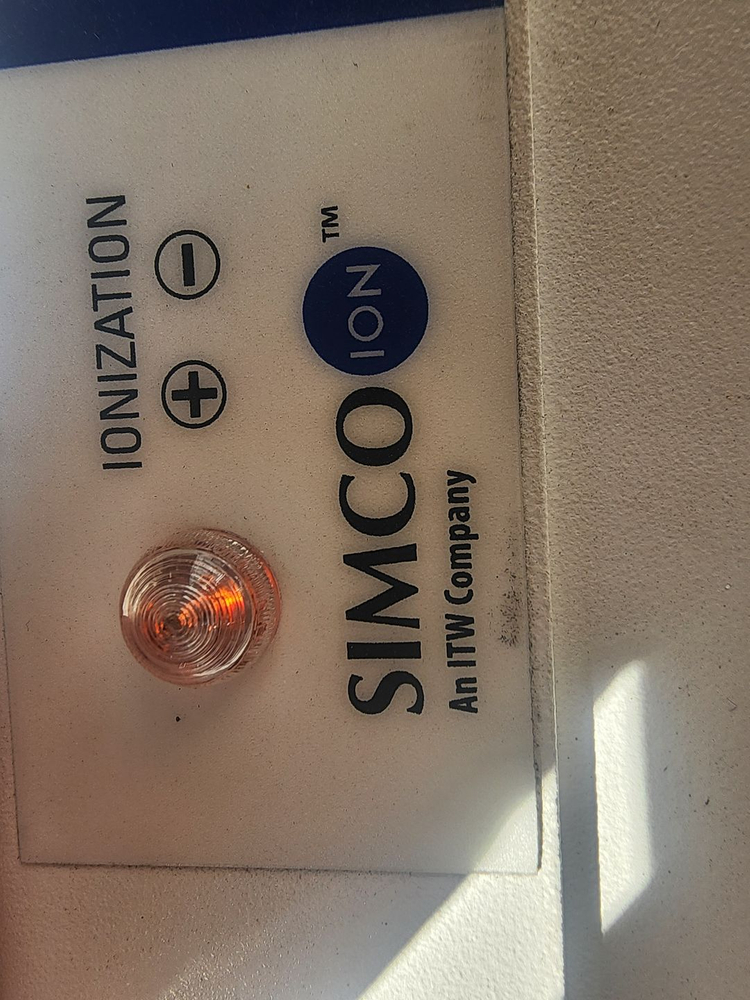 IONIZATION
+ −
SIMCO ION™
An ITW Company